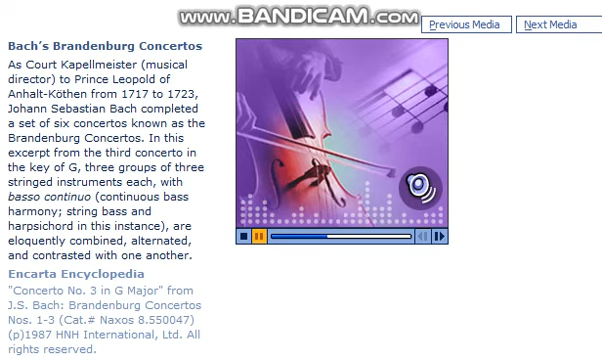 www.BANDICAM.com
Previous Media
Next Media
Bach's Brandenburg Concertos
As Court Kapellmeister (musical
director) to Prince Leopold of
Anhalt-Köthen from 1717 to 1723,
Johann Sebastian Bach completed
a set of six concertos known as the
Brandenburg Concertos. In this
excerpt from the third concerto in
the key of G, three groups of three
stringed instruments each, with
basso continuo (continuous bass
harmony; string bass and
harpsichord in this instance), are
eloquently combined, alternated,
and contrasted with one another.
Encarta Encyclopedia
"Concerto No. 3 in G Major" from
J.S. Bach: Brandenburg Concertos
Nos. 1-3 (Cat.# Naxos 8.550047)
(p)1987 HNH International, Ltd. All
rights reserved.